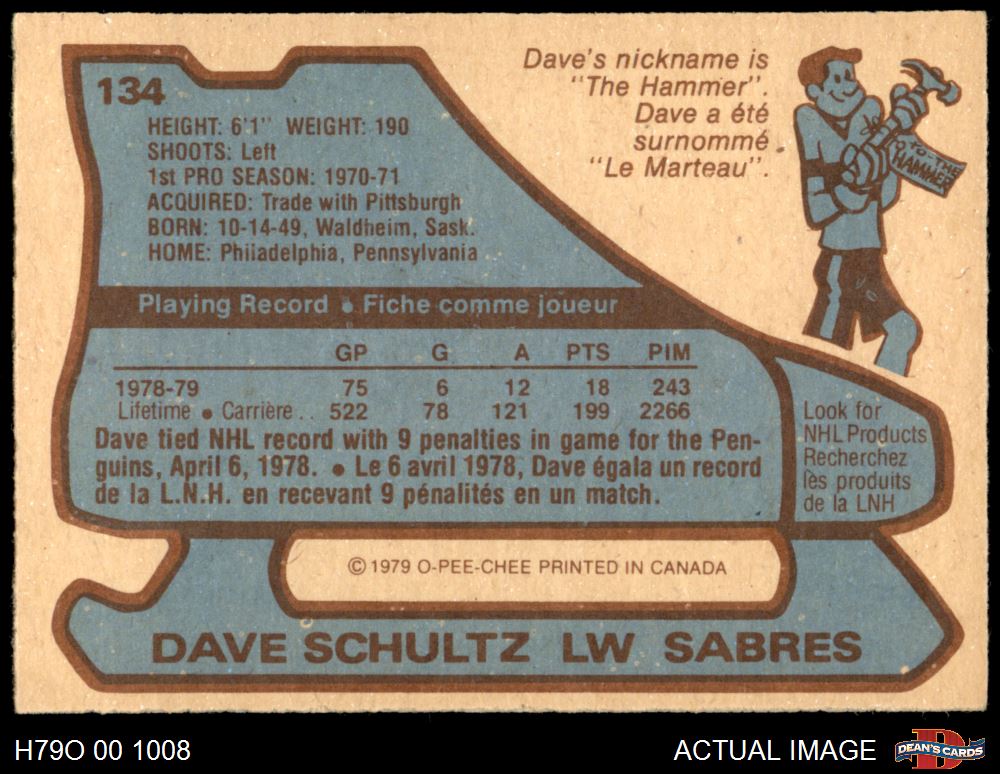 134
HEIGHT: 6'1" WEIGHT: 190
SHOOTS: Left
1st PRO SEASON: 1970-71
ACQUIRED: Trade with Pittsburgh
BORN: 10-14-49, Waldheim, Sask.
HOME: Philadelphia, Pennsylvania
Dave's nickname is
"The Hammer".
Dave a été
surnommé
"Le Marteau".
TO-THE
HAMMER
Playing Record • Fiche comme joueur
GP G A PTS PIM
1978-79 75 6 12 18 243
Lifetime • Carrière .. 522 78 121 199 2266
Dave tied NHL record with 9 penalties in game for the Pen-
guins, April 6, 1978. • Le 6 avril 1978, Dave égala un record
de la L.N.H. en recevant 9 pénalités en un match.
Look for
NHL Products
Recherchez
lès produits
de la LNH
© 1979 O-PEE-CHEE PRINTED IN CANADA
DAVE SCHULTZ LW SABRES
H79O 00 1008
ACTUAL IMAGE
DEAN'S CARDS